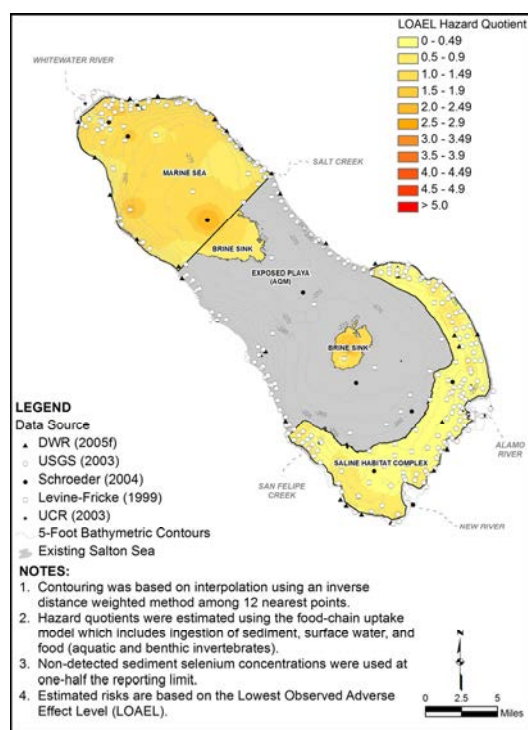 LOAEL Hazard Quotient
0 - 0.49
0.5 - 0.9
1.0 - 1.49
1.5 - 1.9
2.0 - 2.49
2.5 - 2.9
3.0 - 3.49
3.5 - 3.9
4.0 - 4.49
4.5 - 4.9
> 5.0
WHITEWATER RIVER
SALT CREEK
MARINE SEA
BRINE SINK
EXPOSED PLAYA
(AQM)
BRINE SINK
ALAMO
RIVER
SALINE HABITAT COMPLEX
SAN FELIPE
CREEK
NEW RIVER
LEGEND
Data Source
DWR (2005f)
USGS (2003)
Schroeder (2004)
Levine-Fricke (1999)
UCR (2003)
5-Foot Bathymetric Contours
Existing Salton Sea
NOTES:
1. Contouring was based on interpolation using an inverse
distance weighted method among 12 nearest points.
2. Hazard quotients were estimated using the food-chain uptake
model which includes ingestion of sediment, surface water, and
food (aquatic and benthic invertebrates).
3. Non-detected sediment selenium concentrations were used at
one-half the reporting limit.
4. Estimated risks are based on the Lowest Observed Adverse
Effect Level (LOAEL).
N
0 2.5 5
Miles